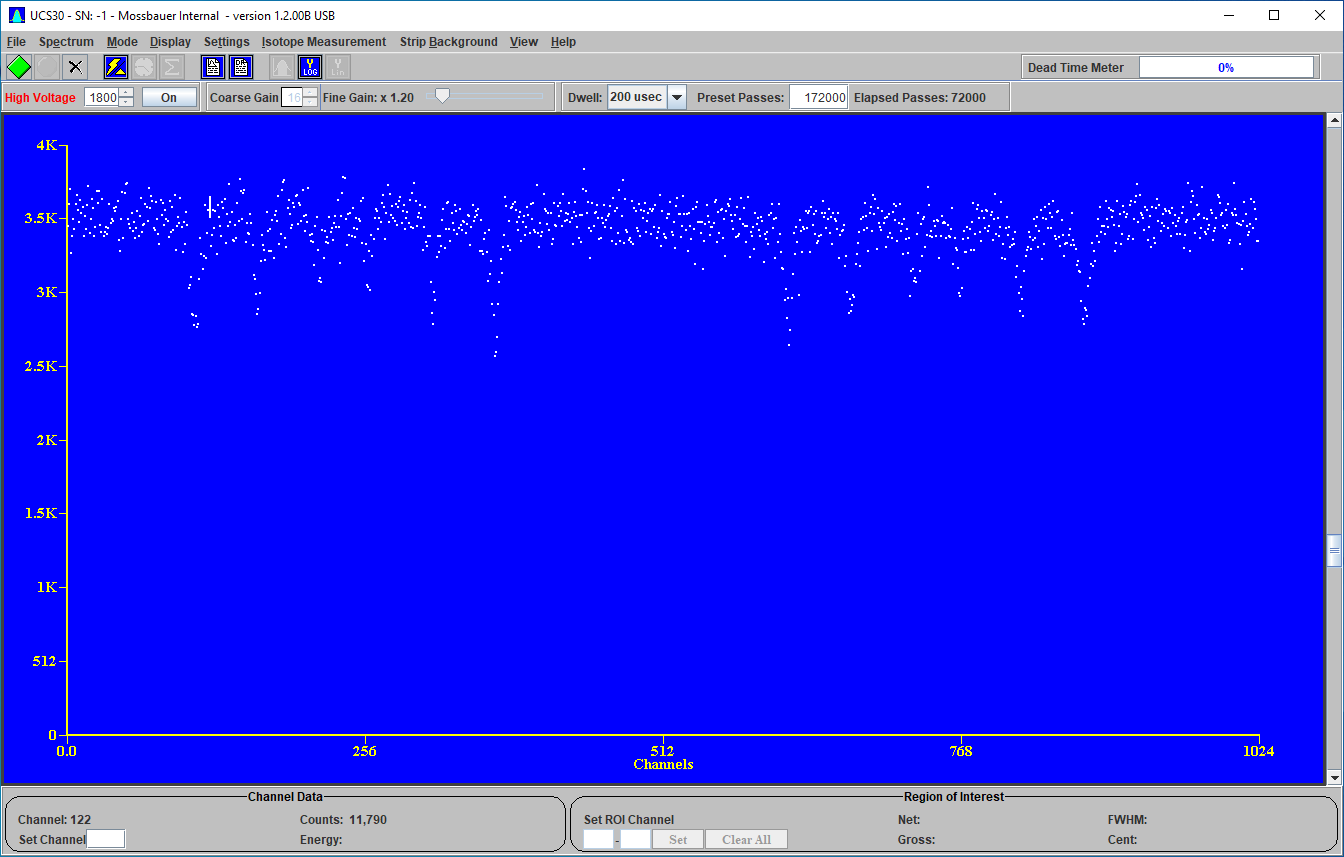 UCS30 - SN: -1 - Mossbauer Internal - version 1.2.00B USB
File Spectrum Mode Display Settings Isotope Measurement Strip Background View Help
Y LOG Y Lin Dead Time Meter 0%
High Voltage 1800 On Coarse Gain 16 Fine Gain: x 1.20 Dwell: 200 usec Preset Passes: 172000 Elapsed Passes: 72000
4K
3.5K
3K
2.5K
2K
1.5K
1K
512
0
0.0 256 512 768 1024
Channels
Channel Data Region of Interest
Channel: 122 Counts: 11,790 Set ROI Channel Net: FWHM:
Set Channel Energy: - Set Clear All Gross: Cent: